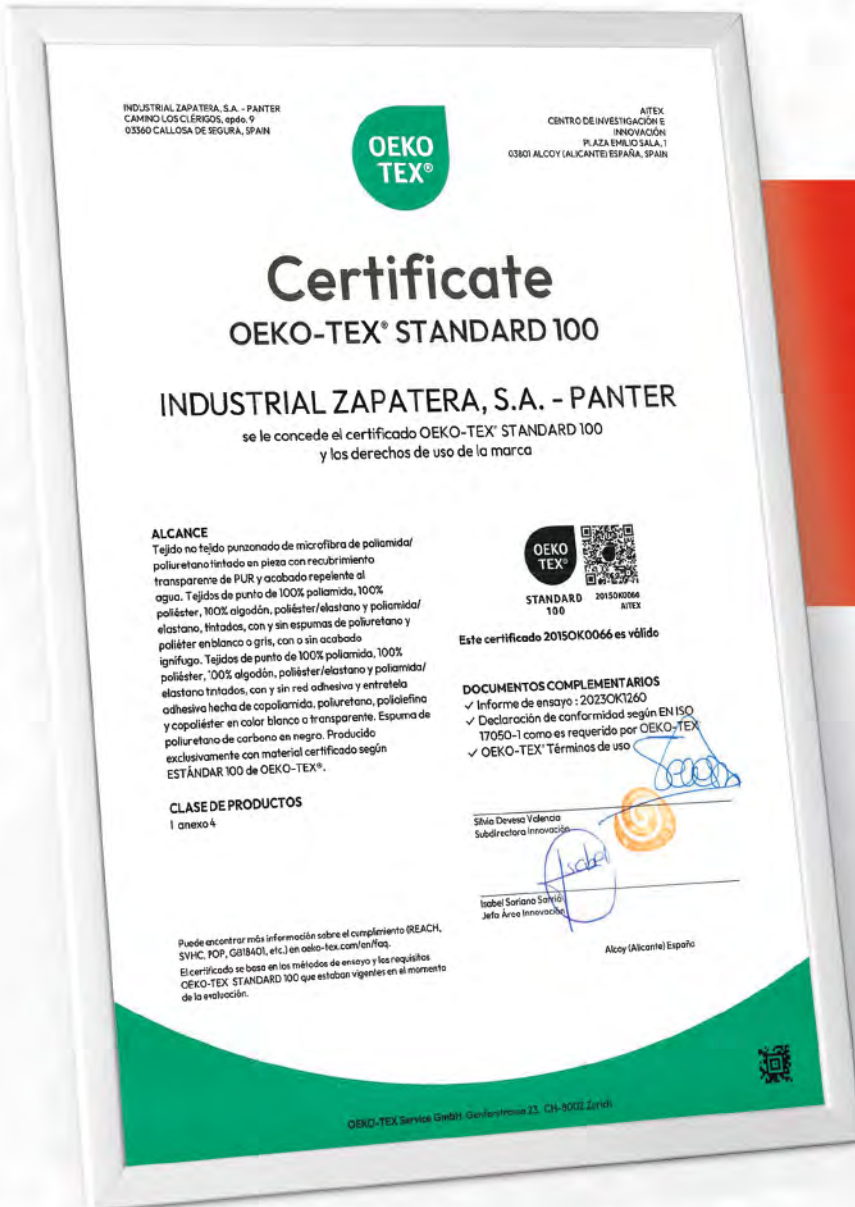 INDUSTRIAL ZAPATERA, S.A. - PANTER
CAMINO LOS CLÉRIGOS, apdo. 9
03360 CALLOSA DE SEGURA, SPAIN
OEKO
TEX®
AITEX
CENTRO DE INVESTIGACIÓN E
INNOVACIÓN
PLAZA EMILIO SALA, 1
03801 ALCOY (ALICANTE) ESPAÑA, SPAIN
Certificate
OEKO-TEX® STANDARD 100
INDUSTRIAL ZAPATERA, S.A. - PANTER
se le concede el certificado OEKO-TEX® STANDARD 100
y los derechos de uso de la marca
ALCANCE
Tejido no tejido punzonado de microfibra de poliamida/
poliuretano tintado en pieza con recubrimiento
transparente de PUR y acabado repelente al
agua. Tejidos de punto de 100% poliamida, 100%
poliéster, 100% algodón, poliéster/elastano y poliamida/
elastano, tintados, con y sin espumas de poliuretano y
poliéter en blanco o gris, con o sin acabado
ignífugo. Tejidos de punto de 100% poliamida, 100%
poliéster, 100% algodón, poliéster/elastano y poliamida/
elastano tntados, con y sin red adhesiva y entretela
adhesiva hecha de copoliamida, poliuretano, poliolefina
y copoliéster en color blanco o transparente. Espuma de
poliuretano de carbono en negro. Producido
exclusivamente con material certificado según
ESTÁNDAR 100 de OEKO-TEX®.
CLASE DE PRODUCTOS
1 anexo 4
OEKO
TEX®
STANDARD
100
2015OK0066
AITEX
Este certificado 2015OK0066 es válido
DOCUMENTOS COMPLEMENTARIOS
✓ Informe de ensayo : 2023OK1260
✓ Declaración de conformidad según EN ISO
17050-1 como es requerido por OEKO-TEX
✓ OEKO-TEX® Términos de uso
Silvia Devesa Valencia
Subdirectora Innovación
Isabel
Isabel Soriano Sarrió
Jefa Área Innovación
Alcoy (Alicante) España
Puede encontrar más información sobre el cumplimiento (REACH,
SVHC, POP, GB18401, etc.) en oeko-tex.com/en/faq.
El certificado se basa en los métodos de ensayo y los requisitos
OEKO-TEX STANDARD 100 que estaban vigentes en el momento
de la evaluación.
OEKO-TEX Service GmbH, Genferstrasse 23, CH-8002 Zurich